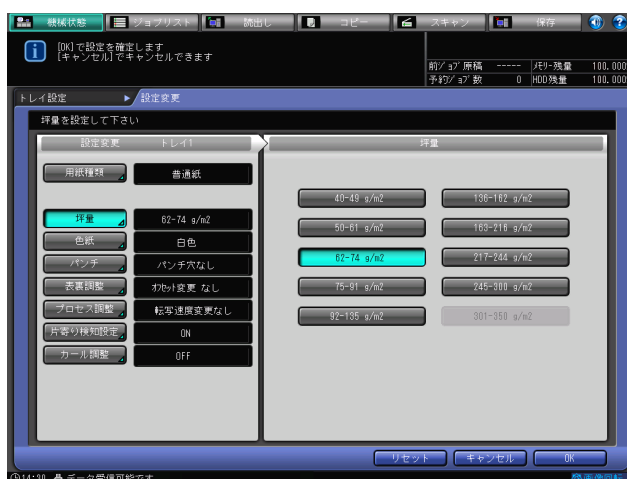 機械状態 ジョブリスト 読出し コピー スキャン 保存
[OK]で設定を確定します
[キャンセル]でキャンセルできます
前ジョブ原稿 ----- メモリ-残量 100.000
予約ジョブ数 0 HDD残量 100.000
トレイ設定 設定変更
坪量を設定して下さい
設定変更 トレイ1 坪量
用紙種類 普通紙
坪量 62-74 g/m2
色紙 白色
パンチ パンチ穴なし
表裏調整 オフセット変更 なし
プロセス調整 転写速度変更なし
片寄り検知設定 ON
カール調整 OFF
40-49 g/m2 136-162 g/m2
50-61 g/m2 163-216 g/m2
62-74 g/m2 217-244 g/m2
75-91 g/m2 245-300 g/m2
92-135 g/m2 301-350 g/m2
リセット キャンセル OK
14:30 データ受信可能です 画像回転